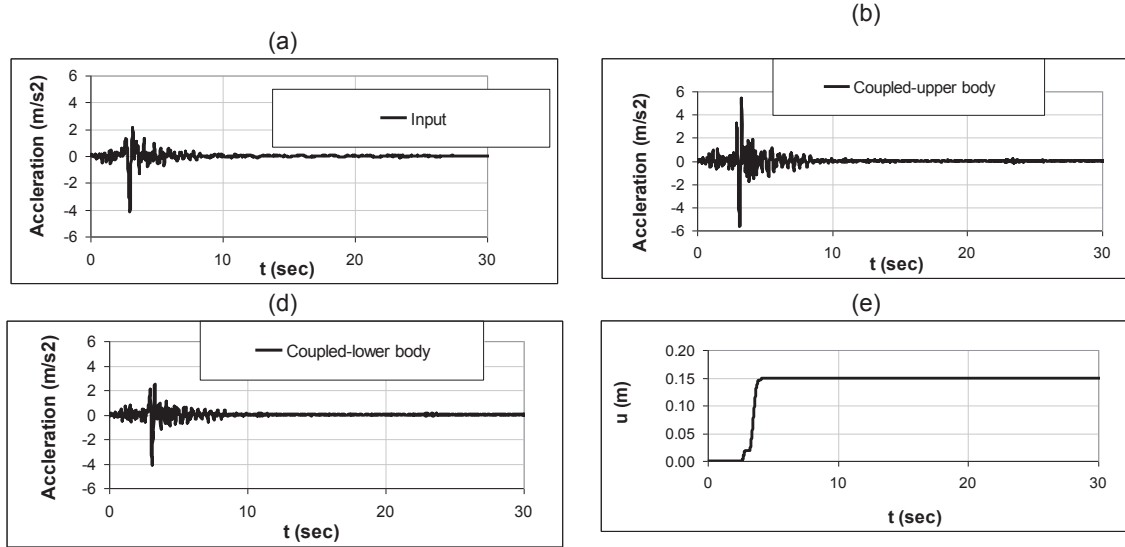 (a)
Accleration (m/s2)
6
4
2
0
-2
-4
-6
Input
0
10
20
30
t (sec)
(b)
Accleration (m/s2)
6
4
2
0
-2
-4
-6
Coupled-upper body
0
10
20
30
t (sec)
(d)
Accleration (m/s2)
6
4
2
0
-2
-4
-6
Coupled-lower body
0
10
20
30
t (sec)
(e)
u (m)
0.20
0.15
0.10
0.05
0.00
0
10
20
30
t (sec)